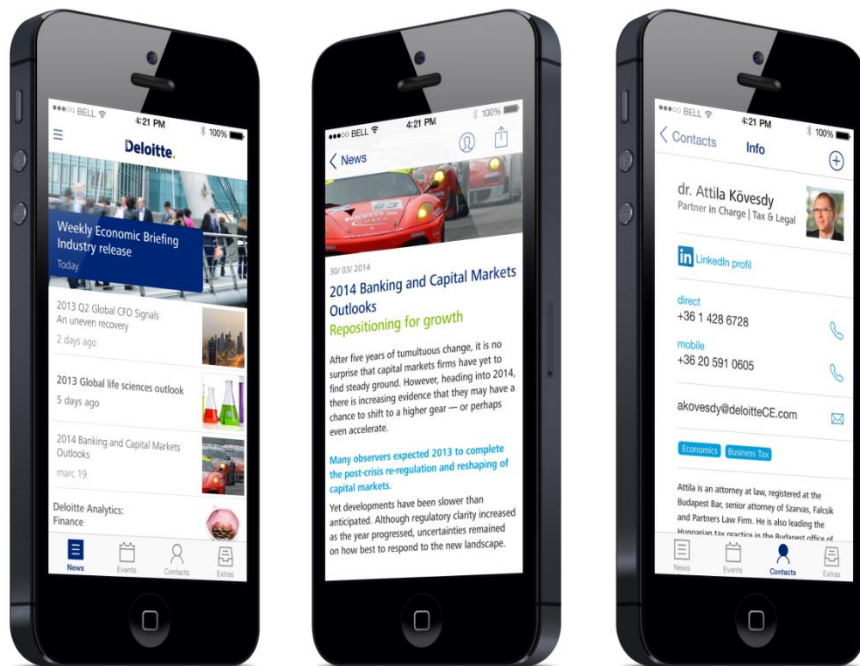 BELL
4:21 PM
100%
Deloitte.
Weekly Economic Briefing
Industry release
Today
2013 Q2 Global CFO Signals
An uneven recovery
2 days ago
2013 Global life sciences outlook
5 days ago
2014 Banking and Capital Markets
Outlooks
marc 19.
Deloitte Analytics:
Finance
News
Events
Contacts
Extras
BELL
4:21 PM
100%
News
63
30/ 03/ 2014
2014 Banking and Capital Markets
Outlooks
Repositioning for growth
After five years of tumultuous change, it is no
surprise that capital markets firms have yet to
find steady ground. However, heading into 2014,
there is increasing evidence that they may have a
chance to shift to a higher gear — or perhaps
even accelerate.
Many observers expected 2013 to complete
the post-crisis re-regulation and reshaping of
capital markets.
Yet developments have been slower than
anticipated. Although regulatory clarity increased
as the year progressed, uncertainties remained
on how best to respond to the new landscape.
BELL
4:21 PM
100%
Contacts
Info
dr. Attila Kövesdy
Partner in Charge | Tax & Legal
in LinkedIn profil
direct
+36 1 428 6728
mobile
+36 20 591 0605
akovesdy@deloitteCE.com
Economics
Business Tax
Attila is an attorney at law, registered at the
Budapest Bar, senior attorney of Szarvas, Falcsik
and Partners Law Firm. He is also leading the
Hungarian tax practice in the Budapest office of
News
Events
Contacts
Extras